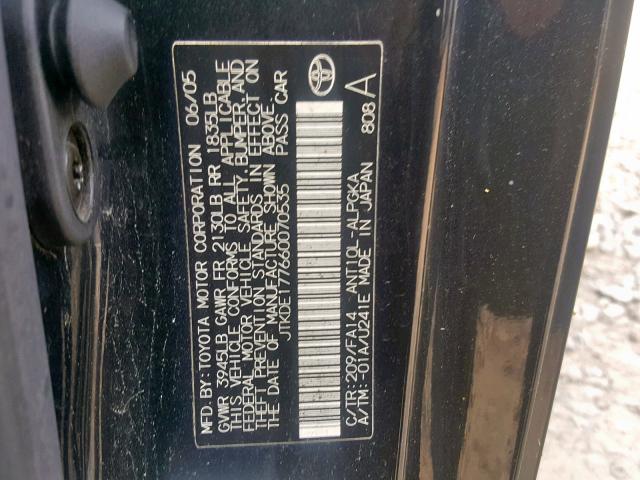 MFD. BY: TOYOTA MOTOR CORPORATION 06/05
GVWR 3945LB GAWR FR 2130LB RR 1835LB
THIS VEHICLE CONFORMS TO ALL APPLICABLE
FEDERAL MOTOR VEHICLE SAFETY, BUMPER, AND
THEFT PREVENTION STANDARDS IN EFFECT ON
THE DATE OF MANUFACTURE SHOWN ABOVE.
JTKDE177660070535 PASS CAR
C/TR: 209/FA14 ANT10L-ALPGKA
A/TM: -01A/U241E MADE IN JAPAN 808 A